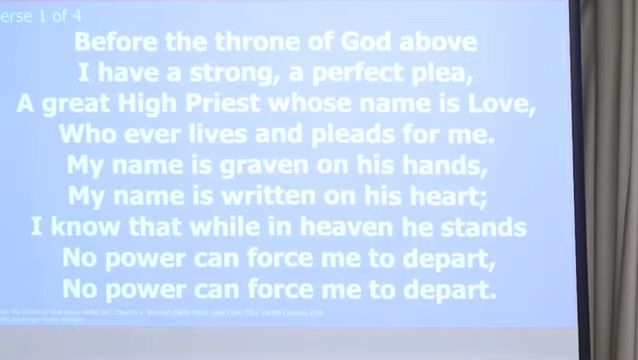 erse 1 of 4
Before the throne of God above
I have a strong, a perfect plea,
A great High Priest whose name is Love,
Who ever lives and pleads for me.
My name is graven on his hands,
My name is written on his heart;
I know that while in heaven he stands
No power can force me to depart,
No power can force me to depart.